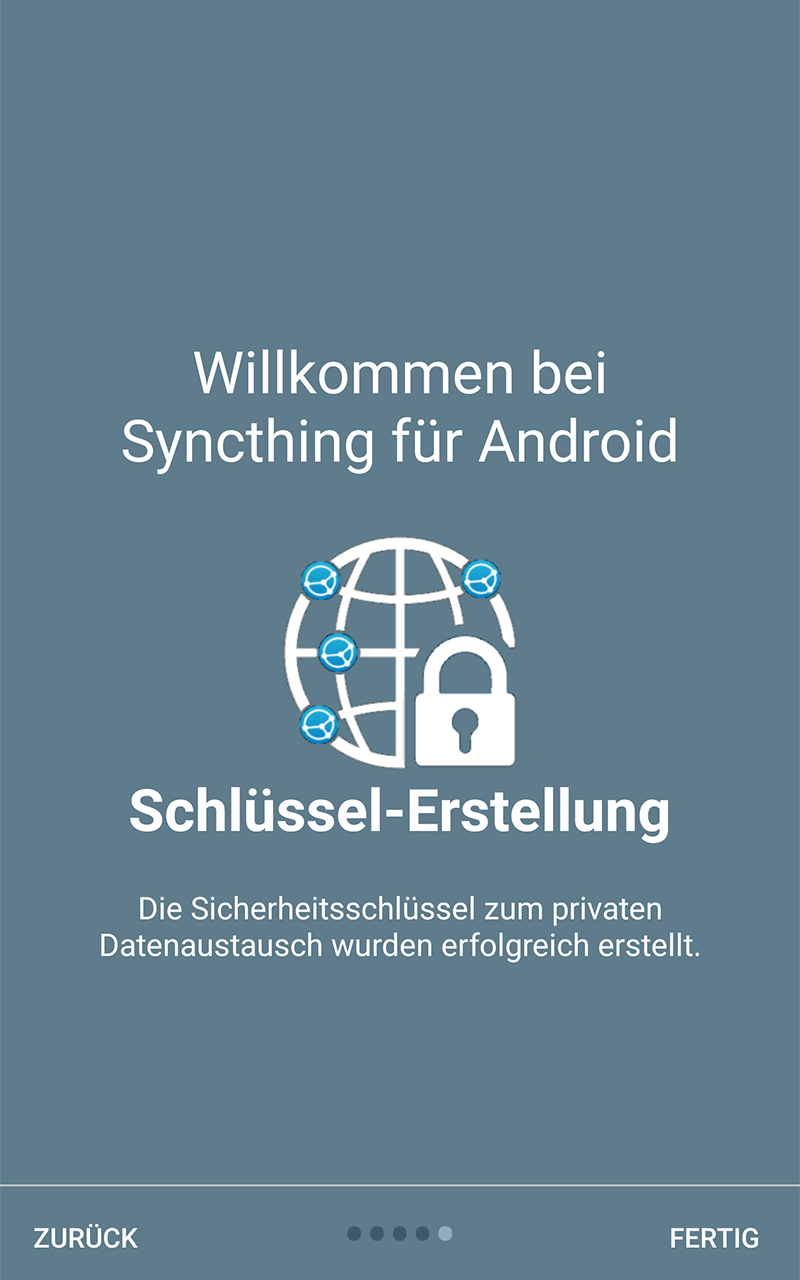 Willkommen bei
Syncthing für Android
Schlüssel-Erstellung
Die Sicherheitsschlüssel zum privaten
Datenaustausch wurden erfolgreich erstellt.
ZURÜCK
FERTIG